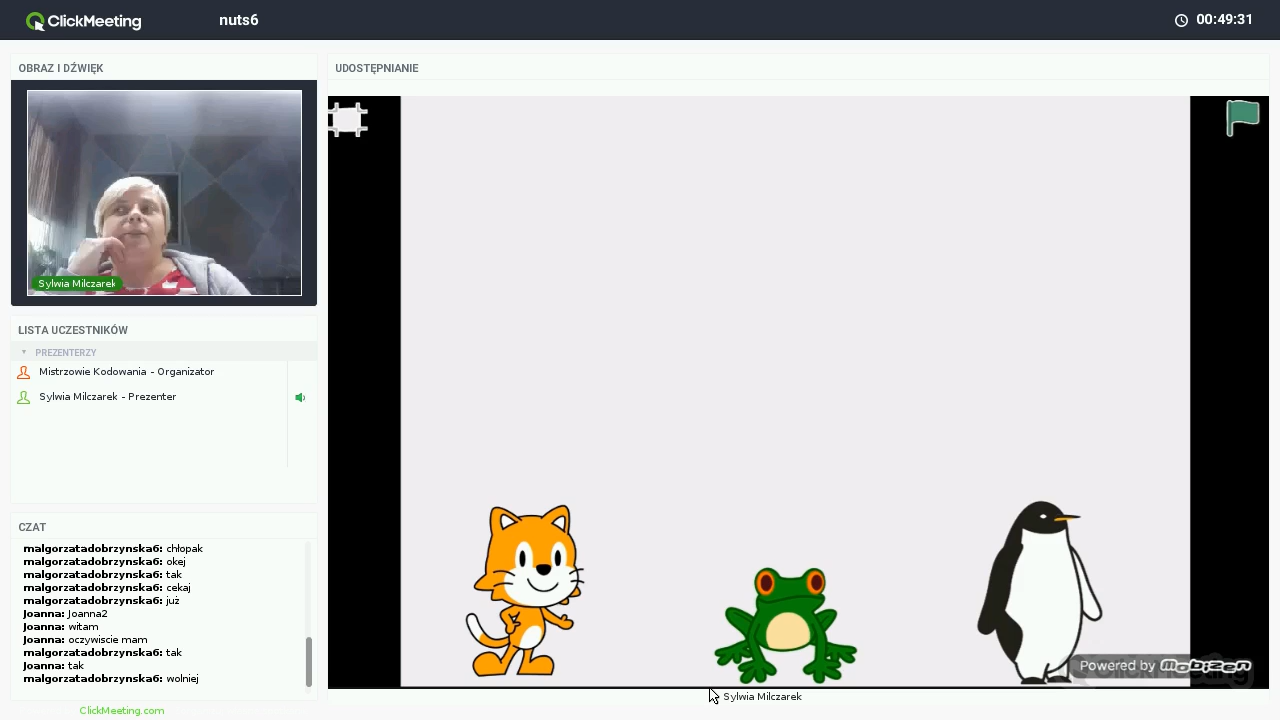 ClickMeeting
nuts6
00:49:31
OBRAZ I DŹWIĘK
Sylwia Milczarek
LISTA UCZESTNIKÓW
PREZENTERZY
Mistrzowie Kodowania - Organizator
Sylwia Milczarek - Prezenter
CZAT
malgorzatadobrzynska6: chłopak
malgorzatadobrzynska6: okej
malgorzatadobrzynska6: tak
malgorzatadobrzynska6: cekaj
malgorzatadobrzynska6: już
Joanna: Joanna2
Joanna: witam
Joanna: oczywiscie mam
malgorzatadobrzynska6: tak
Joanna: tak
malgorzatadobrzynska6: wolniej
ClickMeeting.com
UDOSTĘPNIANIE
Powered by Mobizen
ClickMeeting
Sylwia Milczarek